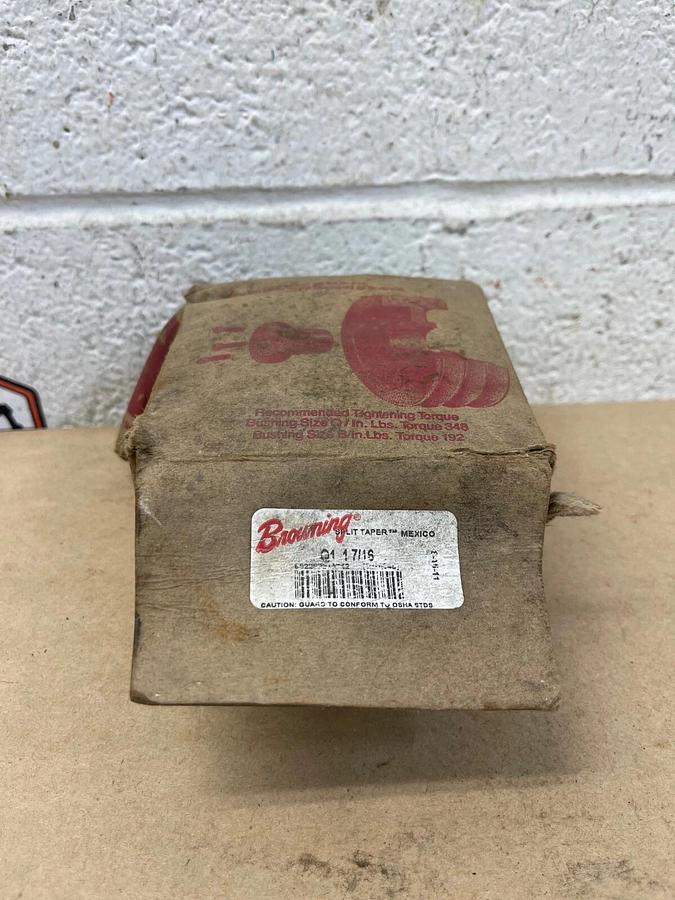 Recommended Tightening Torque
Bushing Size Q / In. Lbs. Torque 348
Bushing Size B/in.Lbs. Torque 192
Browning® SPLIT TAPER™ MEXICO
Q1 1 7/16
CAUTION: GUARD TO CONFORM TO OSHA STDS